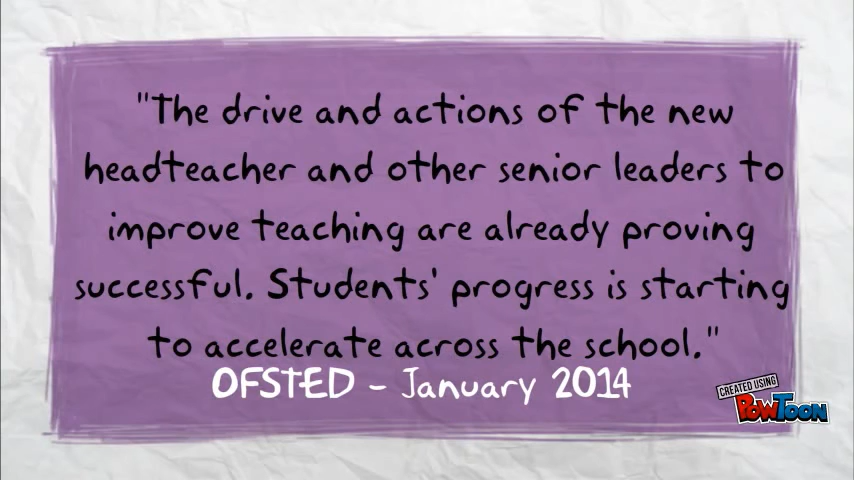 "The drive and actions of the new
headteacher and other senior leaders to
improve teaching are already proving
successful. Students' progress is starting
to accelerate across the school."
OFSTED - January 2014
CREATED USING
POWTOON